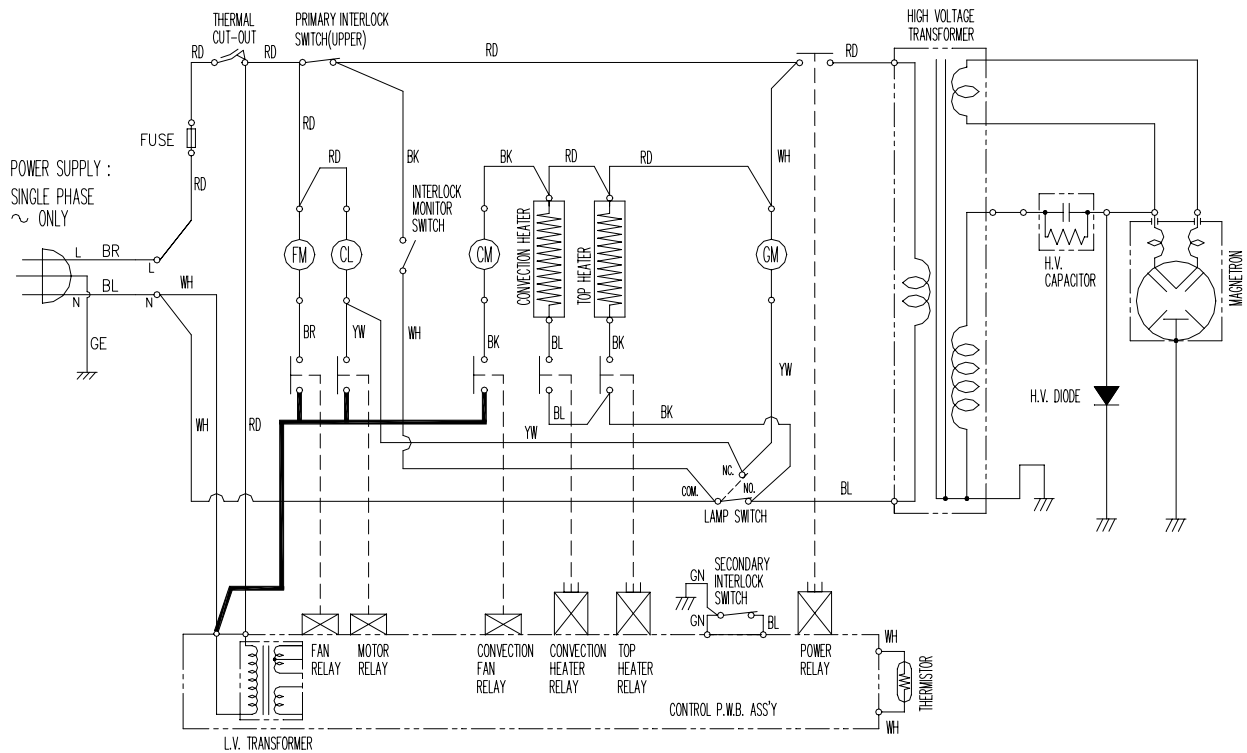 THERMAL
CUT-OUT
PRIMARY INTERLOCK
SWITCH(UPPER)
HIGH VOLTAGE
TRANSFORMER
RD
RD
RD
RD
FUSE
RD
RD
RD
BK
BK
RD
RD
WH
POWER SUPPLY :
SINGLE PHASE
~ ONLY
INTERLOCK
MONITOR
SWITCH
L
BR
L
N
BL
N
WH
GE
FM
CL
CM
CONVECTION HEATER
TOP HEATER
GM
H.V.
CAPACITOR
MAGNETRON
BR
YW
WH
BK
BL
BK
YW
H.V. DIODE
WH
RD
YW
BL
BK
NC.
COM.
NO.
LAMP SWITCH
BL
SECONDARY
INTERLOCK
SWITCH
GN
GN
BL
FAN
RELAY
MOTOR
RELAY
CONVECTION
FAN
RELAY
CONVECTION
HEATER
RELAY
TOP
HEATER
RELAY
POWER
RELAY
WH
THERMISTOR
WH
CONTROL P.W.B. ASS'Y
L.V. TRANSFORMER